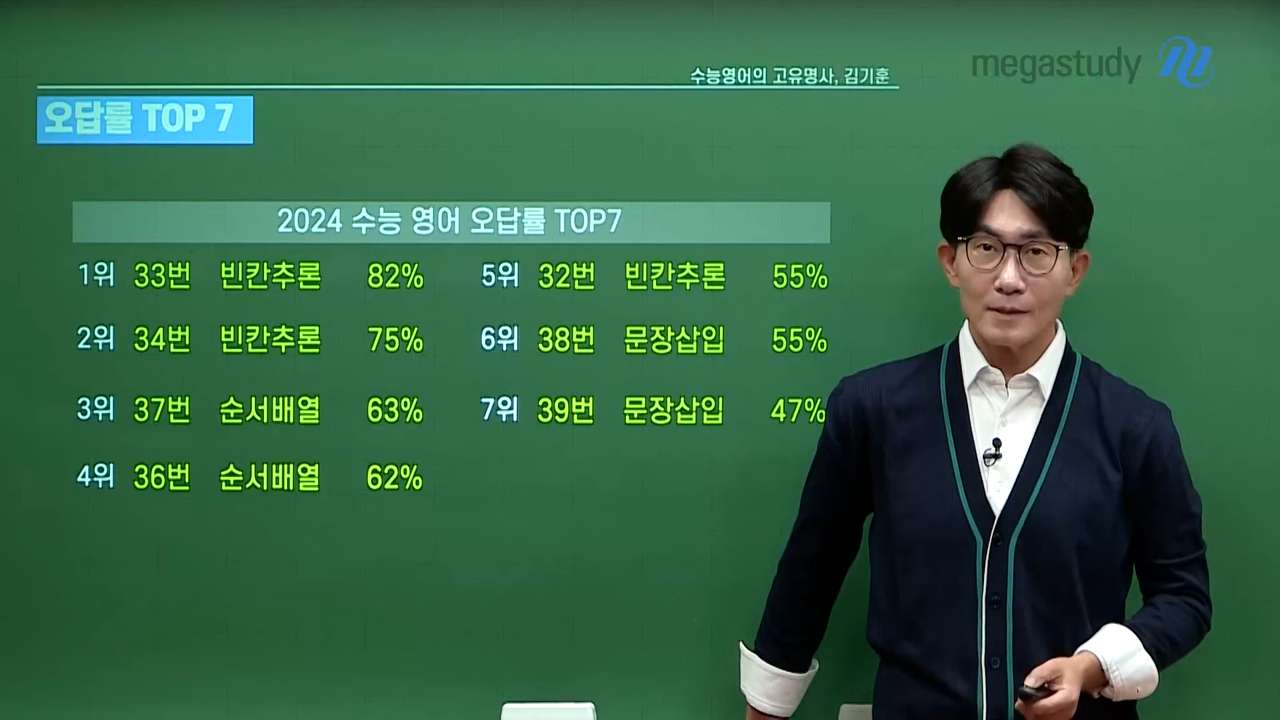 수능영어의 고유명사, 김기훈
megastudy
오답률 TOP 7
2024 수능 영어 오답률 TOP7
1위 33번 빈칸추론 82%
2위 34번 빈칸추론 75%
3위 37번 순서배열 63%
4위 36번 순서배열 62%
5위 32번 빈칸추론 55%
6위 38번 문장삽입 55%
7위 39번 문장삽입 47%